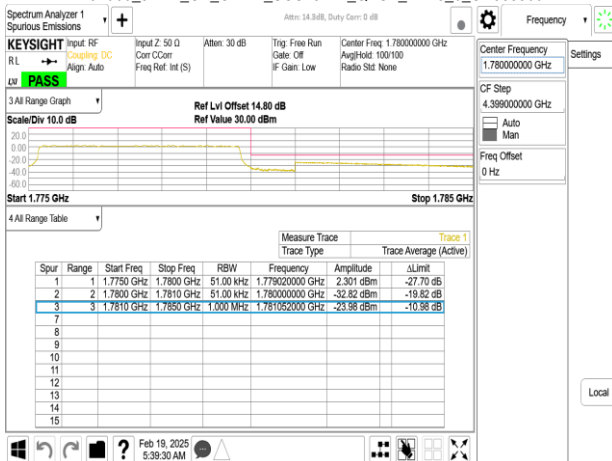 Spectrum Analyzer 1
Spurious Emissions
+
Attn: 14.8dB, Duty Corr: 0 dB
Frequency
Settings
KEYSIGHT
Input: RF
Coupling: DC
Align: Auto
Input Z: 50 Ω
Corr CCorr
Freq Ref: Int (S)
Atten: 30 dB
Trig: Free Run
Gate: Off
IF Gain: Low
Center Freq: 1.780000000 GHz
Avg|Hold: 100/100
Radio Std: None
RL
LXI PASS
Center Frequency
1.780000000 GHz
CF Step
4.399000000 GHz
Auto
Man
Freq Offset
0 Hz
3 All Range Graph
Scale/Div 10.0 dB
Ref Lvl Offset 14.80 dB
Ref Value 30.00 dBm
20.0
0.00
-20.0
-40.0
-60.0
Start 1.775 GHz Stop 1.785 GHz
4 All Range Table
Measure Trace Trace 1
Trace Type Trace Average (Active)
Spur Range Start Freq Stop Freq RBW Frequency Amplitude ΔLimit
1 1 1.7750 GHz 1.7800 GHz 51.00 kHz 1.779020000 GHz 2.301 dBm -27.70 dB
2 2 1.7800 GHz 1.7810 GHz 51.00 kHz 1.780000000 GHz -32.82 dBm -19.82 dB
3 3 1.7810 GHz 1.7850 GHz 1.000 MHz 1.781052000 GHz -23.98 dBm -10.98 dB
7
8
9
10
11
12
13
14
15
Local
?
Feb 19, 2025
5:39:30 AM